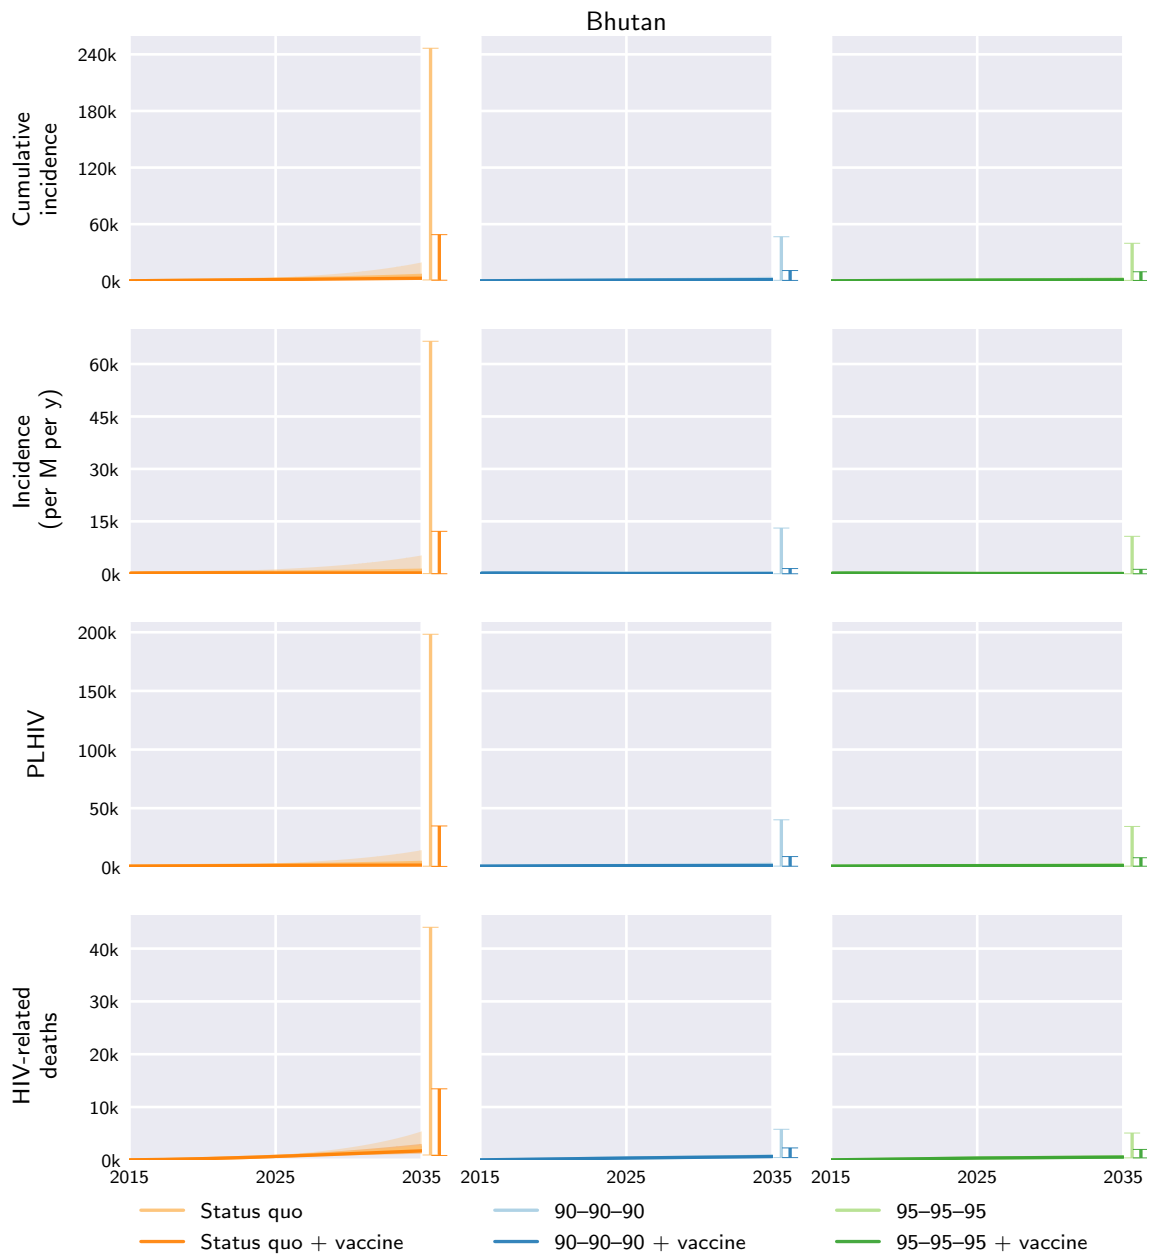 Bhutan
Cumulative
incidence
240k
180k
120k
60k
0k
Incidence
(per M per y)
60k
45k
30k
15k
0k
PLHIV
200k
150k
100k
50k
0k
HIV-related
deaths
40k
30k
20k
10k
0k
2015 2025 2035
2015 2025 2035
2015 2025 2035
Status quo
Status quo + vaccine
90–90–90
90–90–90 + vaccine
95–95–95
95–95–95 + vaccine